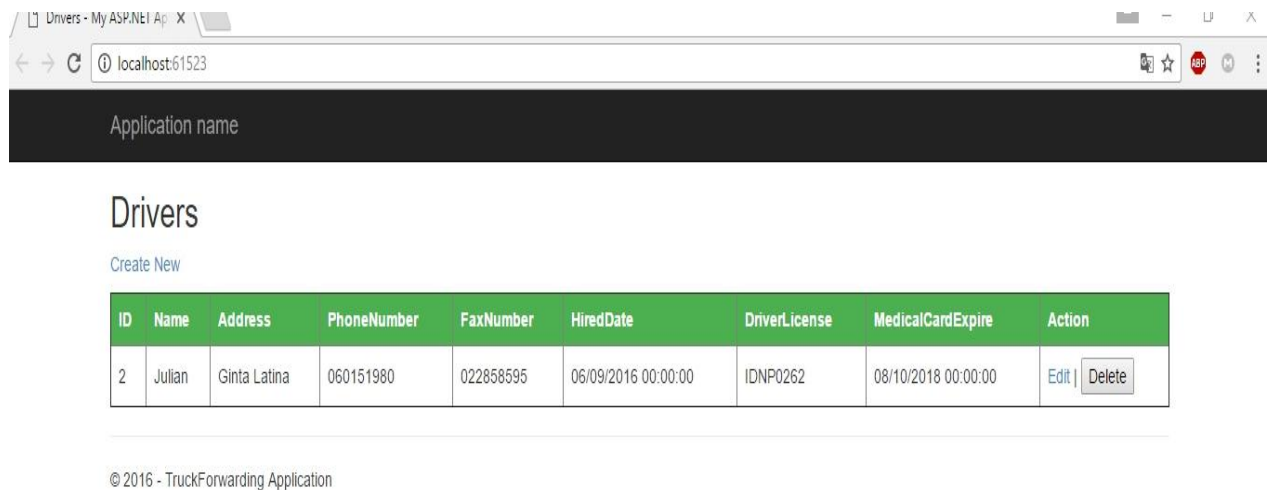 Drivers - My ASP.NET Ap
localhost:61523
ABP
Application name
Drivers
Create New
ID Name Address PhoneNumber FaxNumber HiredDate DriverLicense MedicalCardExpire Action
2 Julian Ginta Latina 060151980 022858595 06/09/2016 00:00:00 IDNP0262 08/10/2018 00:00:00 Edit | Delete
© 2016 - TruckForwarding Application